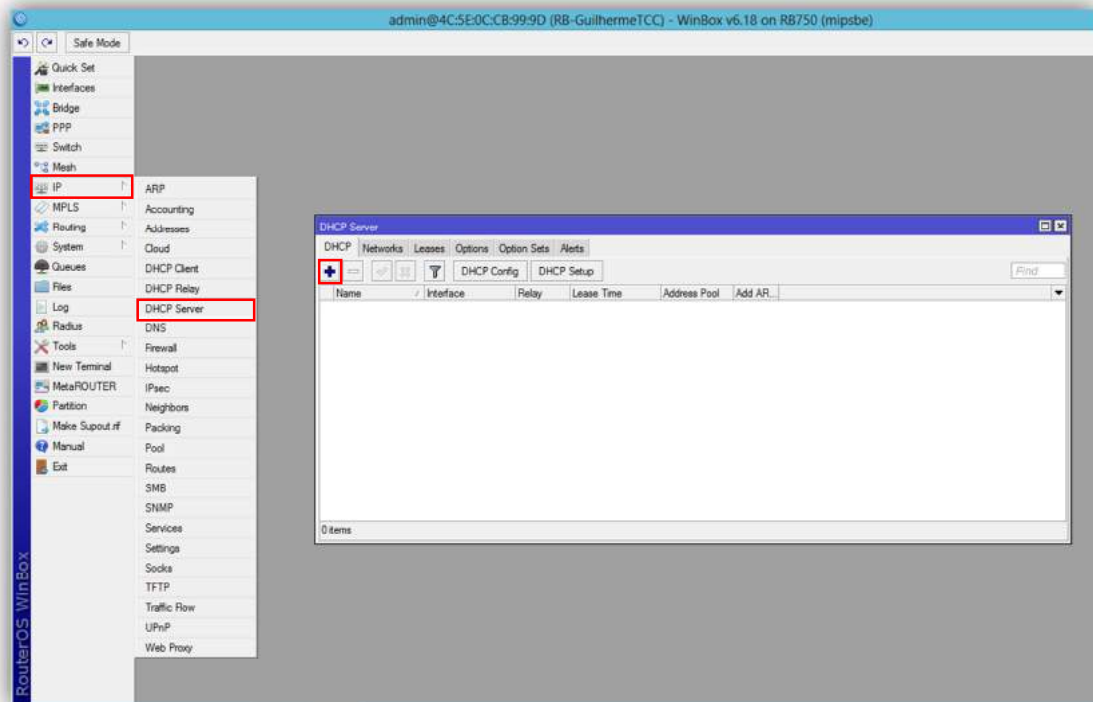 admin@4C:5E:0C:CB:99:9D (RB-GuilhermeTCC) - WinBox v6.18 on RB750 (mipsbe)
Safe Mode
Quick Set
Interfaces
Bridge
PPP
Switch
Mesh
IP
MPLS
Routing
System
Queues
Files
Log
Radius
Tools
New Terminal
MetaROUTER
Partition
Make Supout.rif
Manual
Exit
RouterOS WinBox
ARP
Accounting
Addresses
Cloud
DHCP Client
DHCP Relay
DHCP Server
DNS
Firewall
Hotspot
IPsec
Neighbors
Packing
Pool
Routes
SMB
SNMP
Services
Settings
Socks
TFTP
Traffic Flow
UPnP
Web Proxy
DHCP Server
DHCP Networks Leases Options Option Sets Alerts
DHCP Config DHCP Setup Find
Name Interface Relay Lease Time Address Pool Add AR...
0 items